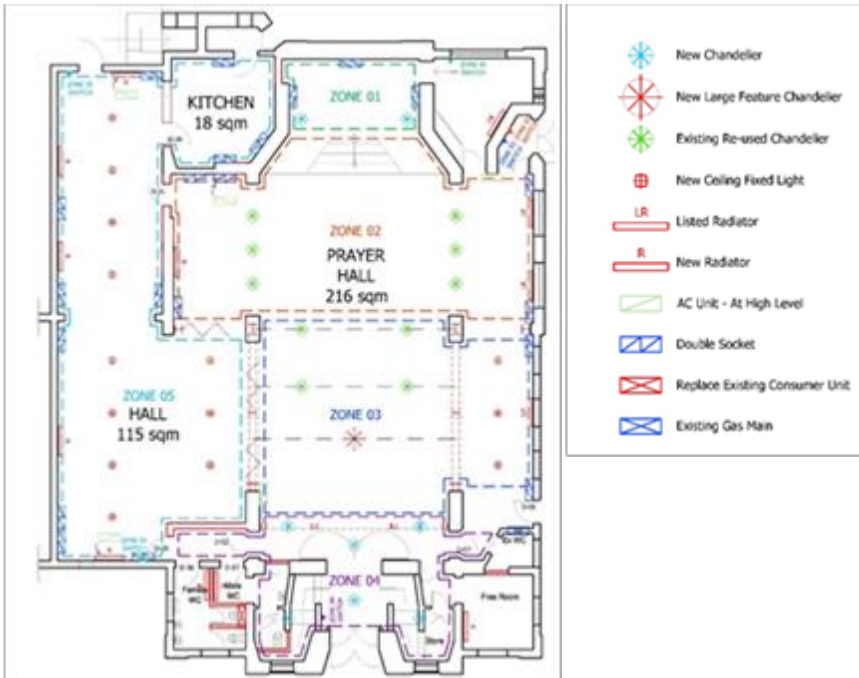 KITCHEN
18 sqm
ZONE 01
ZONE 02
PRAYER
HALL
216 sqm
ZONE 05
HALL
115 sqm
ZONE 03
ZONE 04
Female
WC
Male
WC
Store
Free Room
New Chandelier
New Large Feature Chandelier
Existing Re-used Chandelier
New Ceiling Fixed Light
LR
Listed Radiator
R
New Radiator
AC Unit - At High Level
Double Socket
Replace Existing Consumer Unit
Existing Gas Main